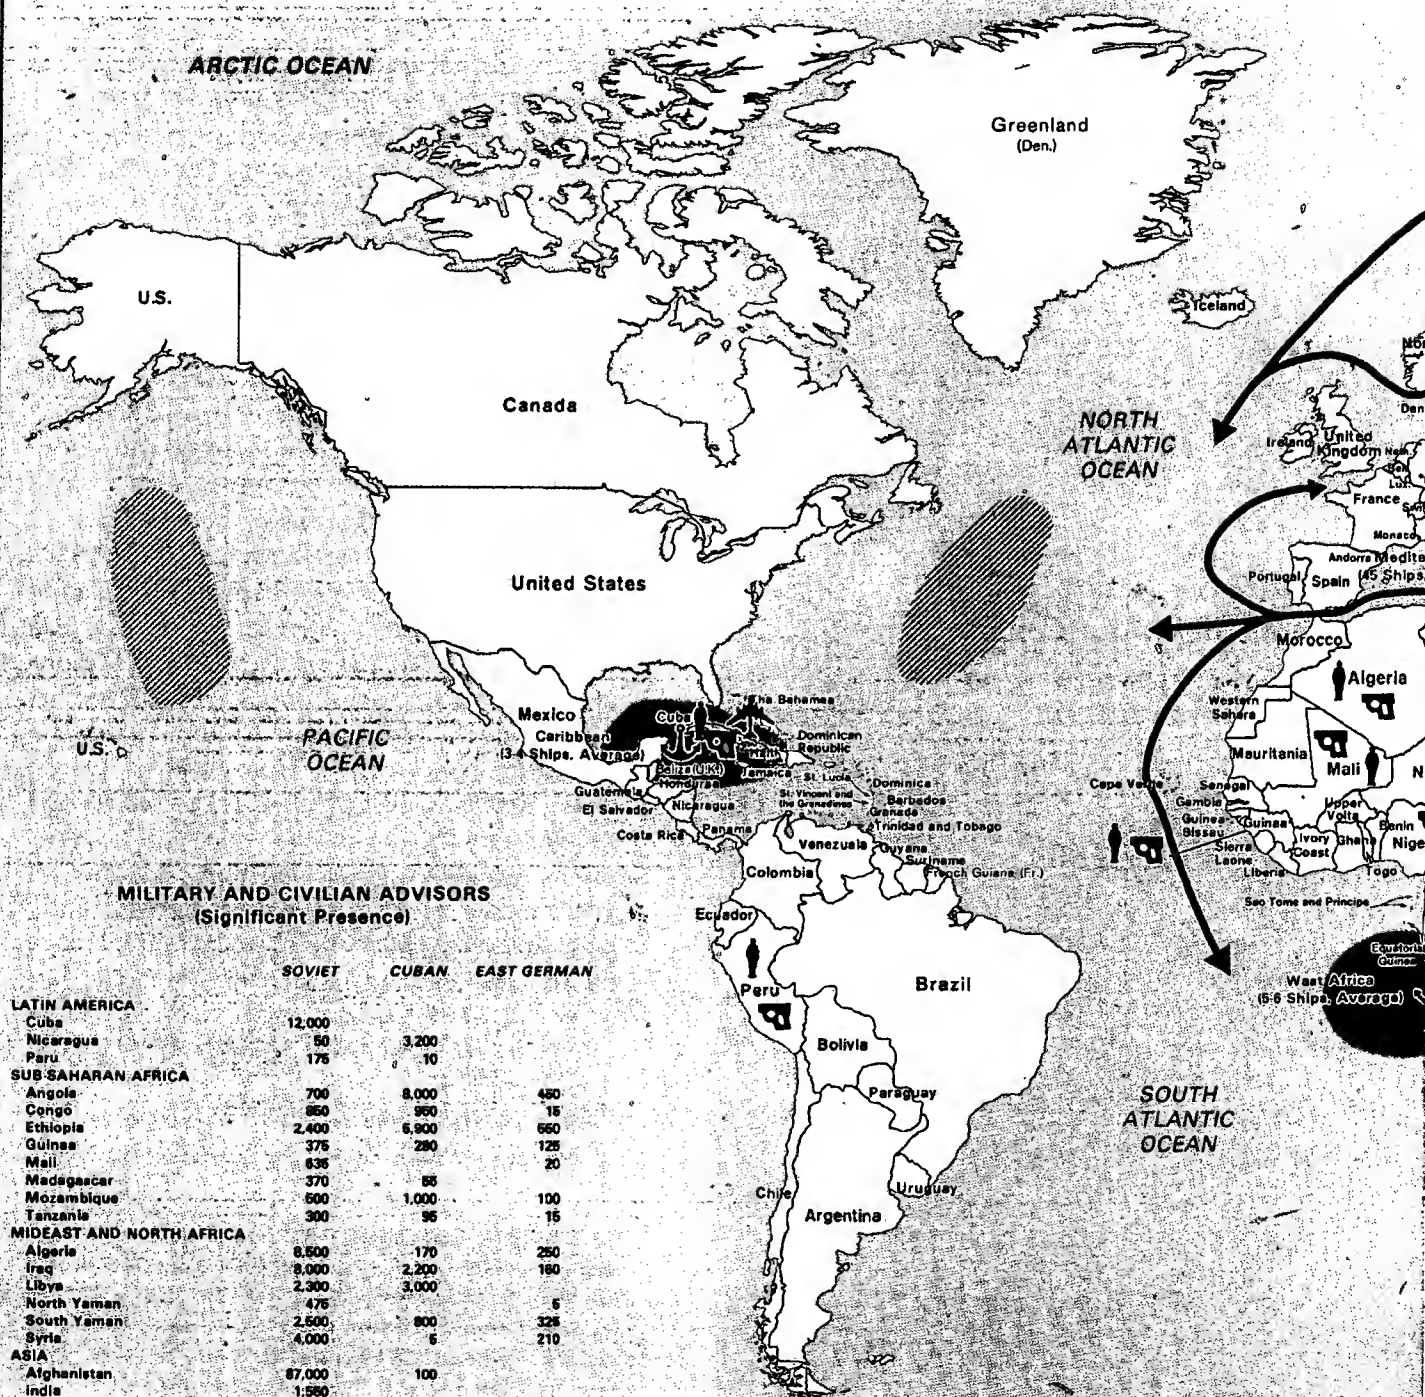 ARCTIC OCEAN
Greenland
(Den.)
U.S.
Iceland
Canada
NORTH
ATLANTIC
OCEAN
Ireland
United
Kingdom
Lux.
France
Monaco
Andorra
Portugal
Spain
(45 Ships,
United States
Morocco
Algeria
Western
Sahara
Mexico
The Bahamas
Cuba
Caribbean
(3-4 Ships, Average)
Dominican
Republic
Haiti
Jamaica
Belize (U.K.)
Honduras
Guatemala
El Salvador
Nicaragua
Costa Rica
Panama
St. Lucia
St. Vincent and
the Grenadines
Dominica
Barbados
Grenada
Trinidad and Tobago
U.S.
PACIFIC
OCEAN
Mauritania
Mali
Cape Verde
Senegal
Gambia
Guinea
Bissau
Guinea
Sierra
Leone
Liberia
Ivory
Coast
Upper
Volta
Ghana
Benin
Togo
Venezuela
Guyana
Suriname
French Guiana (Fr.)
Colombia
Ecuador
Sao Tome and Principe
Equatorial
Guinea
West Africa
(5-6 Ships, Average)
Peru
Brazil
Bolivia
Paraguay
SOUTH
ATLANTIC
OCEAN
Chile
Uruguay
Argentina
MILITARY AND CIVILIAN ADVISORS
(Significant Presence)
SOVIET CUBAN EAST GERMAN
LATIN AMERICA
Cuba 12,000
Nicaragua 50 3,200
Peru 175 10
SUB-SAHARAN AFRICA
Angola 700 8,000 450
Congo 850 950 15
Ethiopia 2,400 5,900 550
Guinea 375 280 125
Mali 635 20
Madagascar 370 55
Mozambique 500 1,000 100
Tanzania 300 95 15
MIDEAST AND NORTH AFRICA
Algeria 8,500 170 250
Iraq 8,000 2,200 160
Libya 2,300 3,000
North Yemen 475 5
South Yemen 2,500 800 325
Syria 4,000 5 210
ASIA
Afghanistan 87,000 100
India 1,550